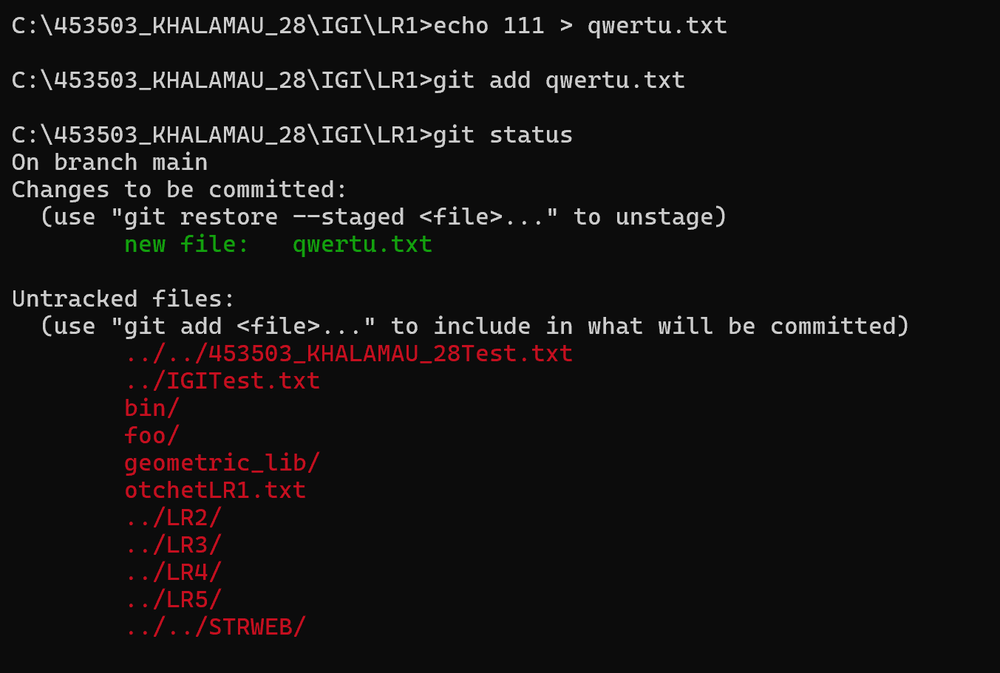 C:\453503_KHALAMAU_28\IGI\LR1>echo 111 > qwertu.txt
C:\453503_KHALAMAU_28\IGI\LR1>git add qwertu.txt
C:\453503_KHALAMAU_28\IGI\LR1>git status
On branch main
Changes to be committed:
  (use "git restore --staged <file>..." to unstage)
        new file:   qwertu.txt
Untracked files:
  (use "git add <file>..." to include in what will be committed)
        ../../453503_KHALAMAU_28Test.txt
        ../IGITest.txt
        bin/
        foo/
        geometric_lib/
        otchetLR1.txt
        ../LR2/
        ../LR3/
        ../LR4/
        ../LR5/
        ../../STRWEB/